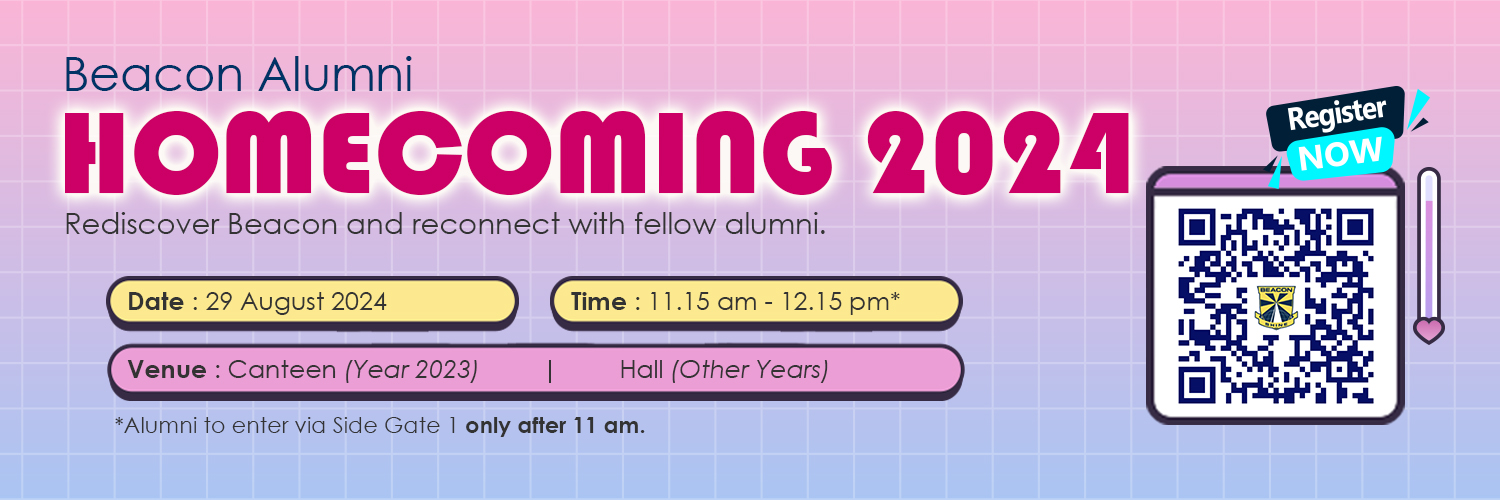 Beacon Alumni
HOMECOMING 2024
Rediscover Beacon and reconnect with fellow alumni.
Register
NOW
Date : 29 August 2024
Time : 11.15 am - 12.15 pm*
Venue : Canteen (Year 2023) | Hall (Other Years)
*Alumni to enter via Side Gate 1 only after 11 am.
BEACON
SHINE